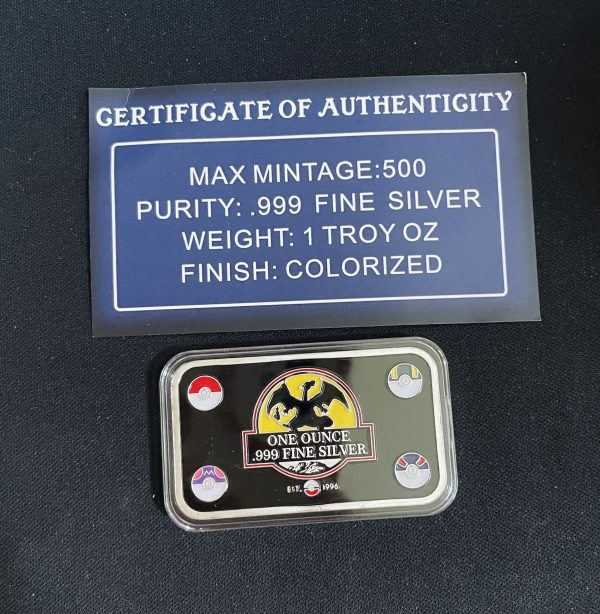 CERTIFICATE OF AUTHENTICITY
MAX MINTAGE:500
PURITY: .999 FINE SILVER
WEIGHT: 1 TROY OZ
FINISH: COLORIZED
ONE OUNCE
.999 FINE SILVER
EST. 1996